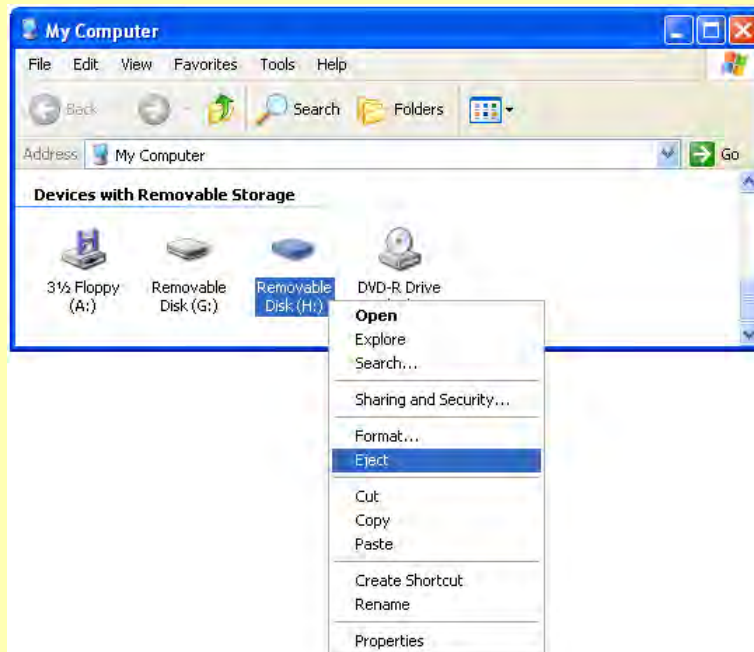 My Computer
File Edit View Favorites Tools Help
Back Search Folders
Address My Computer Go
Devices with Removable Storage
3½ Floppy (A:)
Removable Disk (G:)
Removable Disk (H:)
DVD-R Drive
Open
Explore
Search...
Sharing and Security...
Format...
Eject
Cut
Copy
Paste
Create Shortcut
Rename
Properties